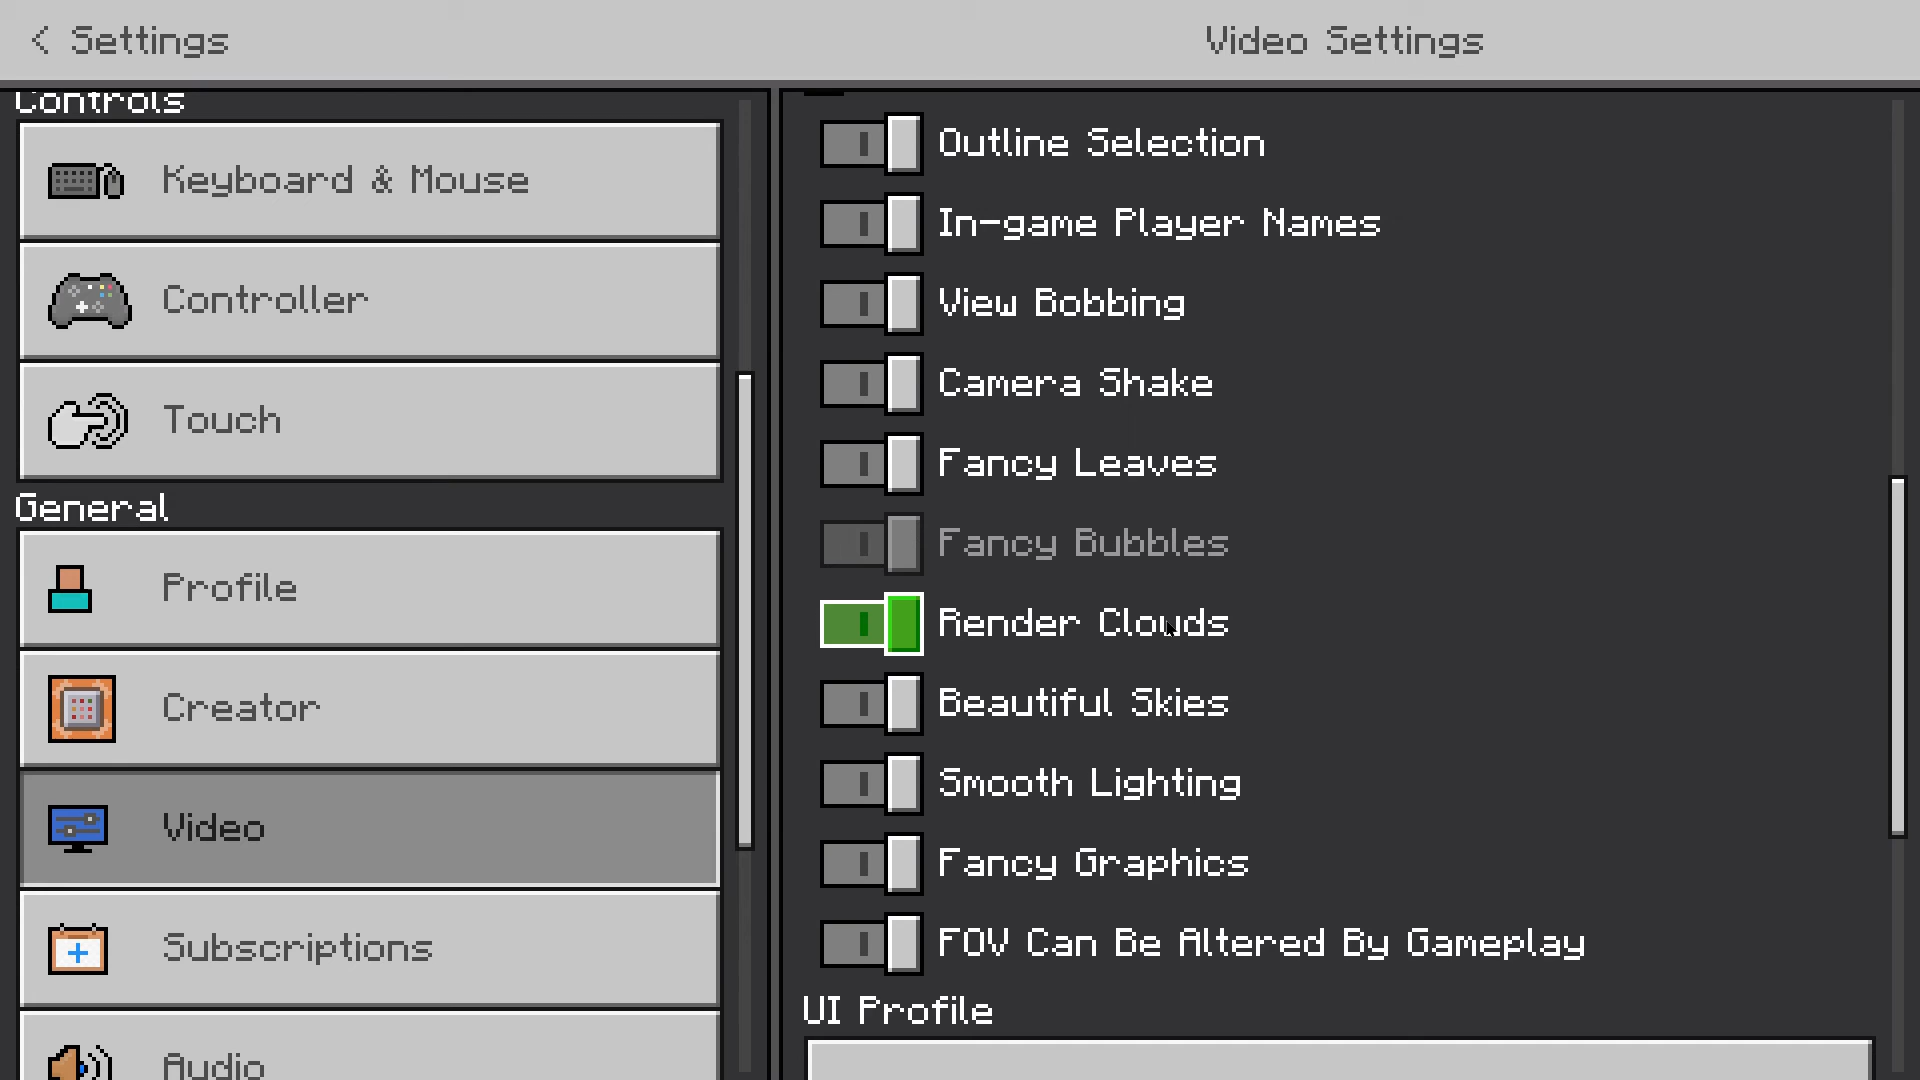 Settings
Video Settings
Controls
Keyboard & Mouse
Controller
Touch
General
Profile
Creator
Video
Subscriptions
Audio
Outline Selection
In-game Player Names
View Bobbing
Camera Shake
Fancy Leaves
Fancy Bubbles
Render Clouds
Beautiful Skies
Smooth Lighting
Fancy Graphics
FOV Can Be Altered By Gameplay
UI Profile